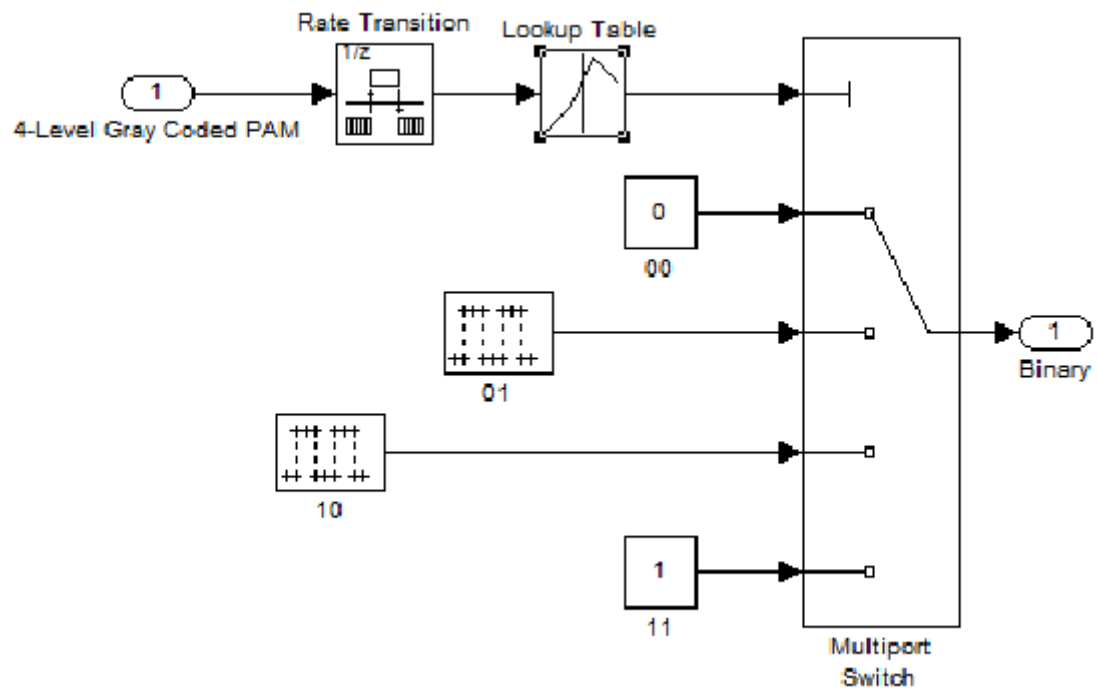 Rate Transition
Lookup Table
1/z
1
4-Level Gray Coded PAM
0
00
01
1
Binary
10
1
11
Multiport
Switch